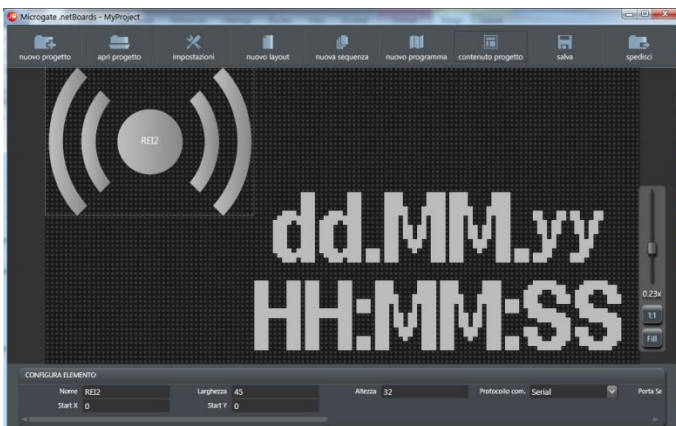 Microgate .netBoards - MyProject
nuovo progetto apri progetto impostazioni nuovo layout nuova sequenza nuovo programma contenuto progetto salva spedisci
REI2
dd.MM.yy
HH:MM:SS
0.23x
1:1
Fill
CONFIGURA ELEMENTO
Nome REI2 Larghezza 45 Altezza 32 Protocollo com. Serial Porta Se
Start X 0 Start Y 0